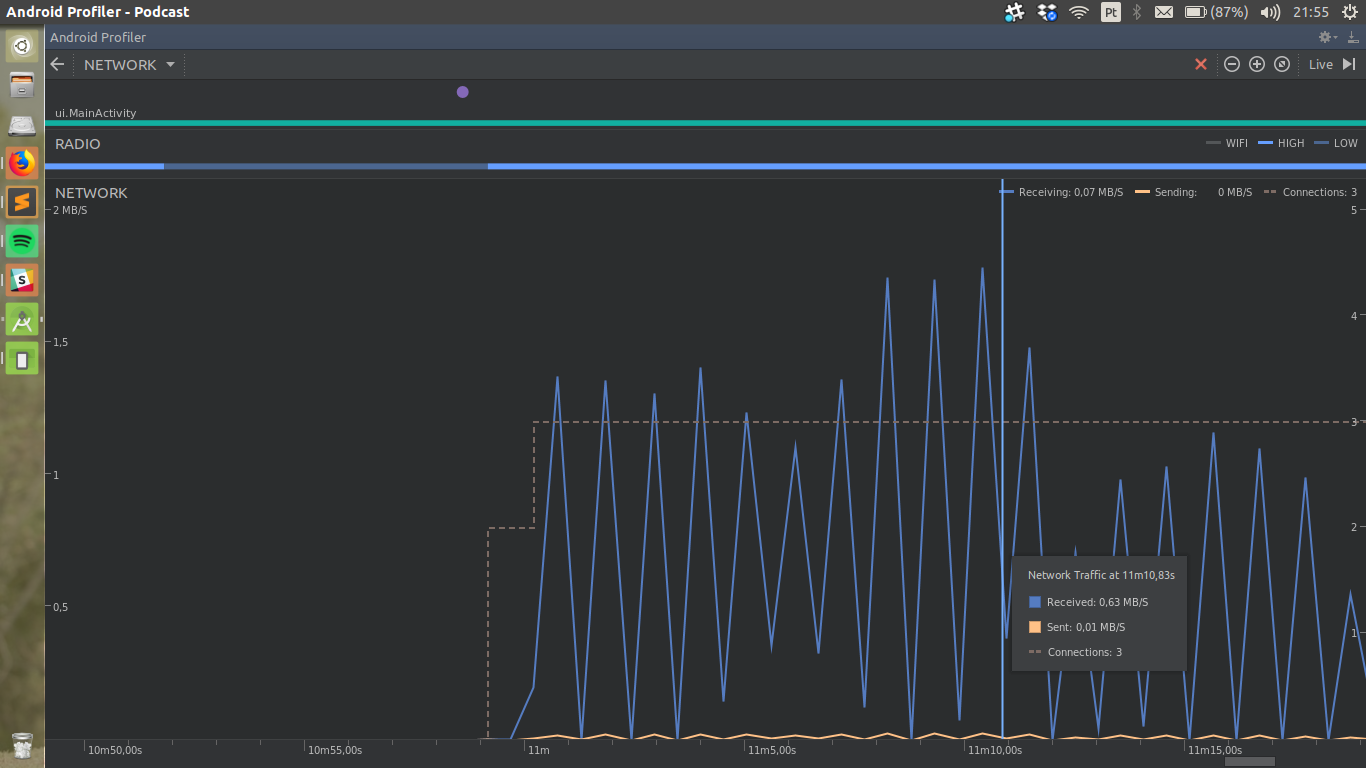 Android Profiler - Podcast
Pt
(87%)
21:55
Android Profiler
NETWORK
Live
ui.MainActivity
RADIO
WIFI HIGH LOW
NETWORK
Receiving: 0,07 MB/S Sending: 0 MB/S Connections: 3
2 MB/S
5
4
1,5
3
1
2
Network Traffic at 11m10,83s
Received: 0,63 MB/S
0,5
Sent: 0,01 MB/S
1
Connections: 3
10m50,00s 10m55,00s 11m 11m5,00s 11m10,00s 11m15,00s
S